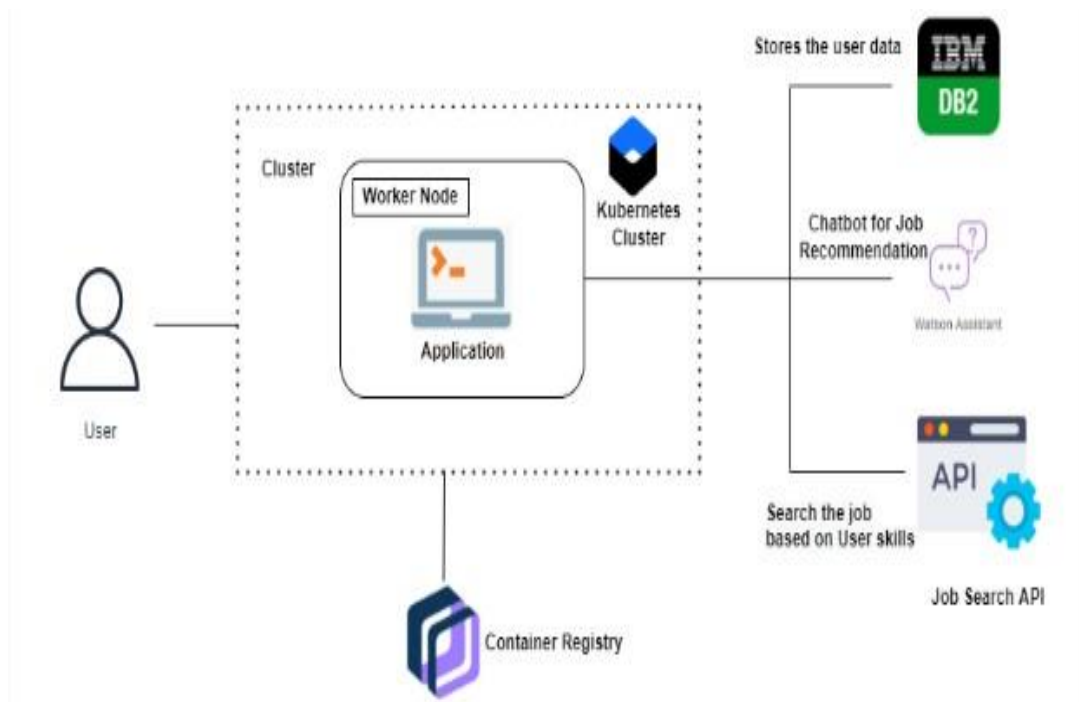 Stores the user data
IBM
DB2
Cluster
Worker Node
Kubernetes
Cluster
Application
Chatbot for Job
Recommendation
?
Watson Assistant
User
API
Search the job
based on User skills
Job Search API
Container Registry